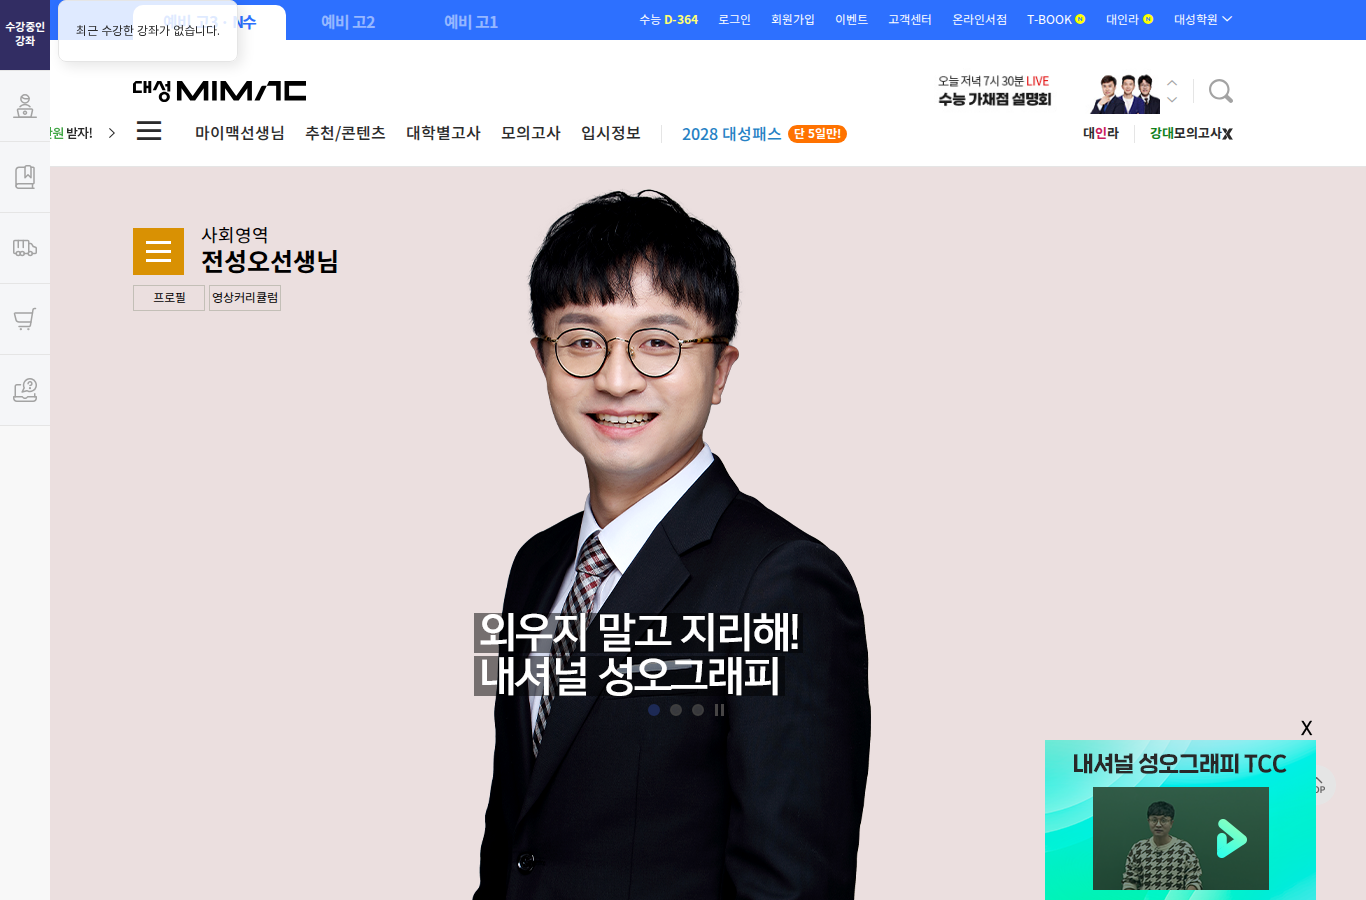 수강중인
강좌
최근 수강한 강좌가 없습니다.
예비 고3 · N수
예비 고2
예비 고1
수능 D-364
로그인
회원가입
이벤트
고객센터
온라인서점
T-BOOK N
대인라 N
대성학원
대성 MIMAC
오늘 저녁 7시 30분 LIVE
수능 가채점 설명회
만원 받자!
마이맥선생님
추천/콘텐츠
대학별고사
모의고사
입시정보
2028 대성패스
단 5일만!
대인라
강대모의고사X
사회영역
전성오선생님
프로필
영상커리큘럼
외우지 말고 지리해!
내셔널 성오그래피
X
내셔널 성오그래피 TCC